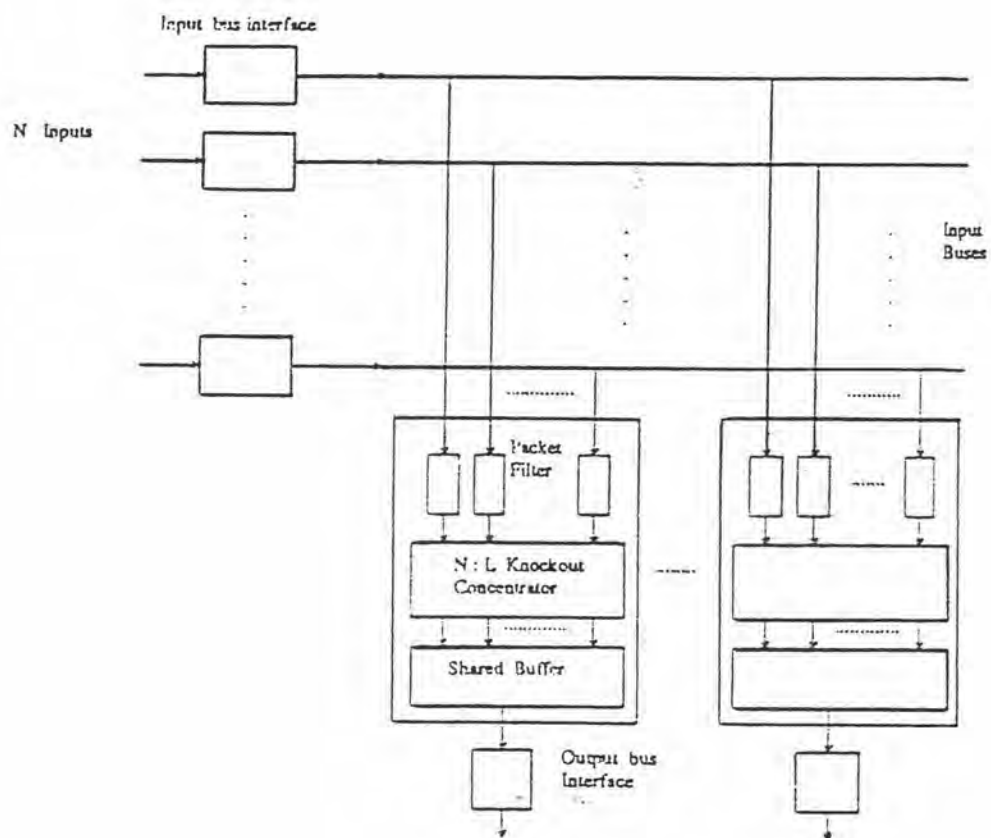 Input bus interface
N Inputs
Input
Buses
Packet
Filter
N : L Knockout
Concentrator
Shared Buffer
Output bus
Interface